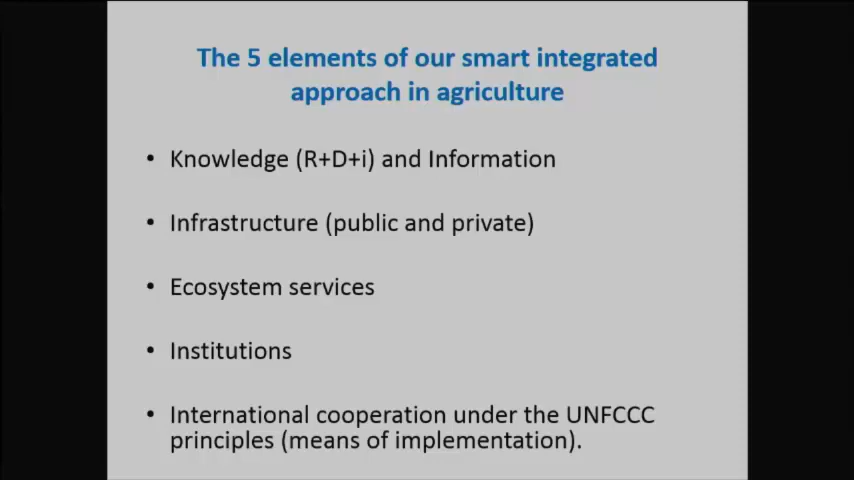 The 5 elements of our smart integrated
approach in agriculture
• Knowledge (R+D+i) and Information
• Infrastructure (public and private)
• Ecosystem services
• Institutions
• International cooperation under the UNFCCC
principles (means of implementation).